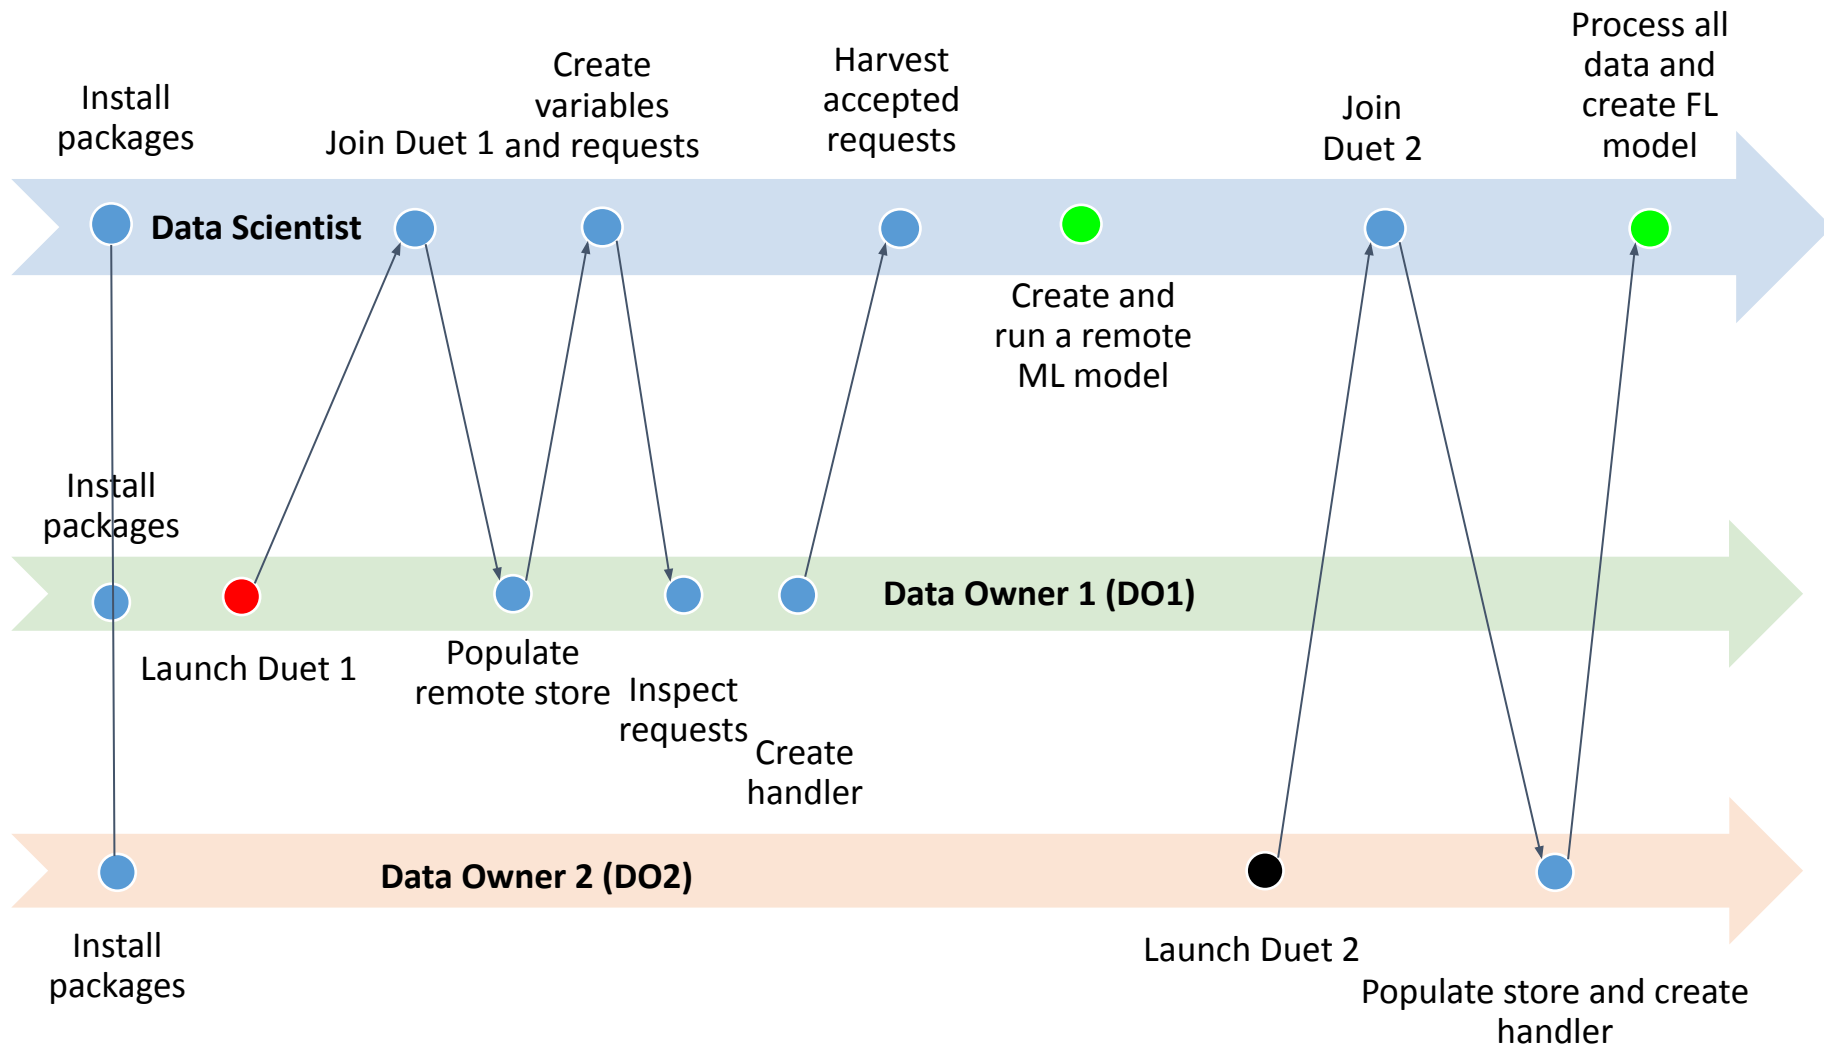 Install
packages
Join Duet 1
Create
variables
and requests
Harvest
accepted
requests
Join
Duet 2
Process all
data and
create FL
model
Data Scientist
Create and
run a remote
ML model
Install
packages
Data Owner 1 (DO1)
Launch Duet 1
Populate
remote store
Inspect
requests
Create
handler
Data Owner 2 (DO2)
Install
packages
Launch Duet 2
Populate store and create
handler